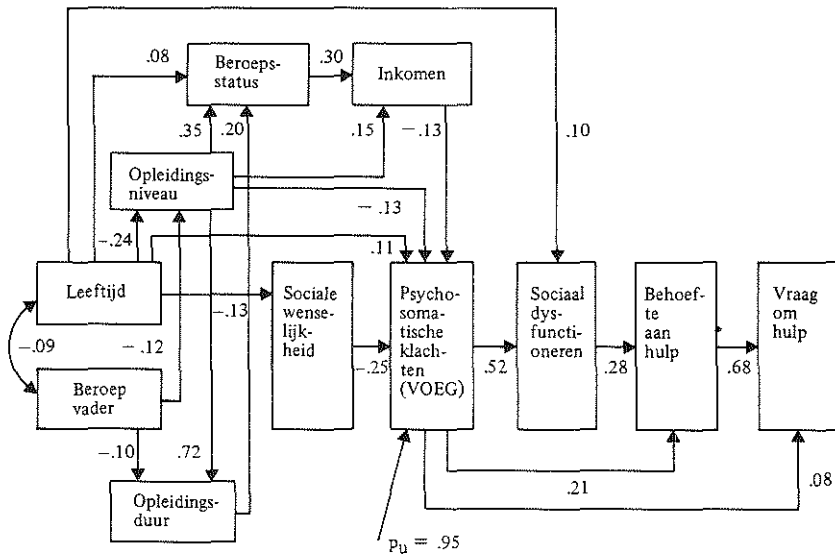 .08
Beroeps-
status
.30
Inkomen
.35
.20
.15
−.13
.10
Opleidings-
niveau
−.13
−.24
.11
Leeftijd
−.13
Sociale
wense-
lijk-
heid
Psycho-
soma-
tische
klach-
ten
(VOEG)
Sociaal
dys-
functi-
oneren
Behoef-
te
aan
hulp
Vraag
om
hulp
−.09
−.12
−.25
.52
.28
.68
Beroep
vader
−.10
.72
.21
.08
Opleidings-
duur
pu = .95